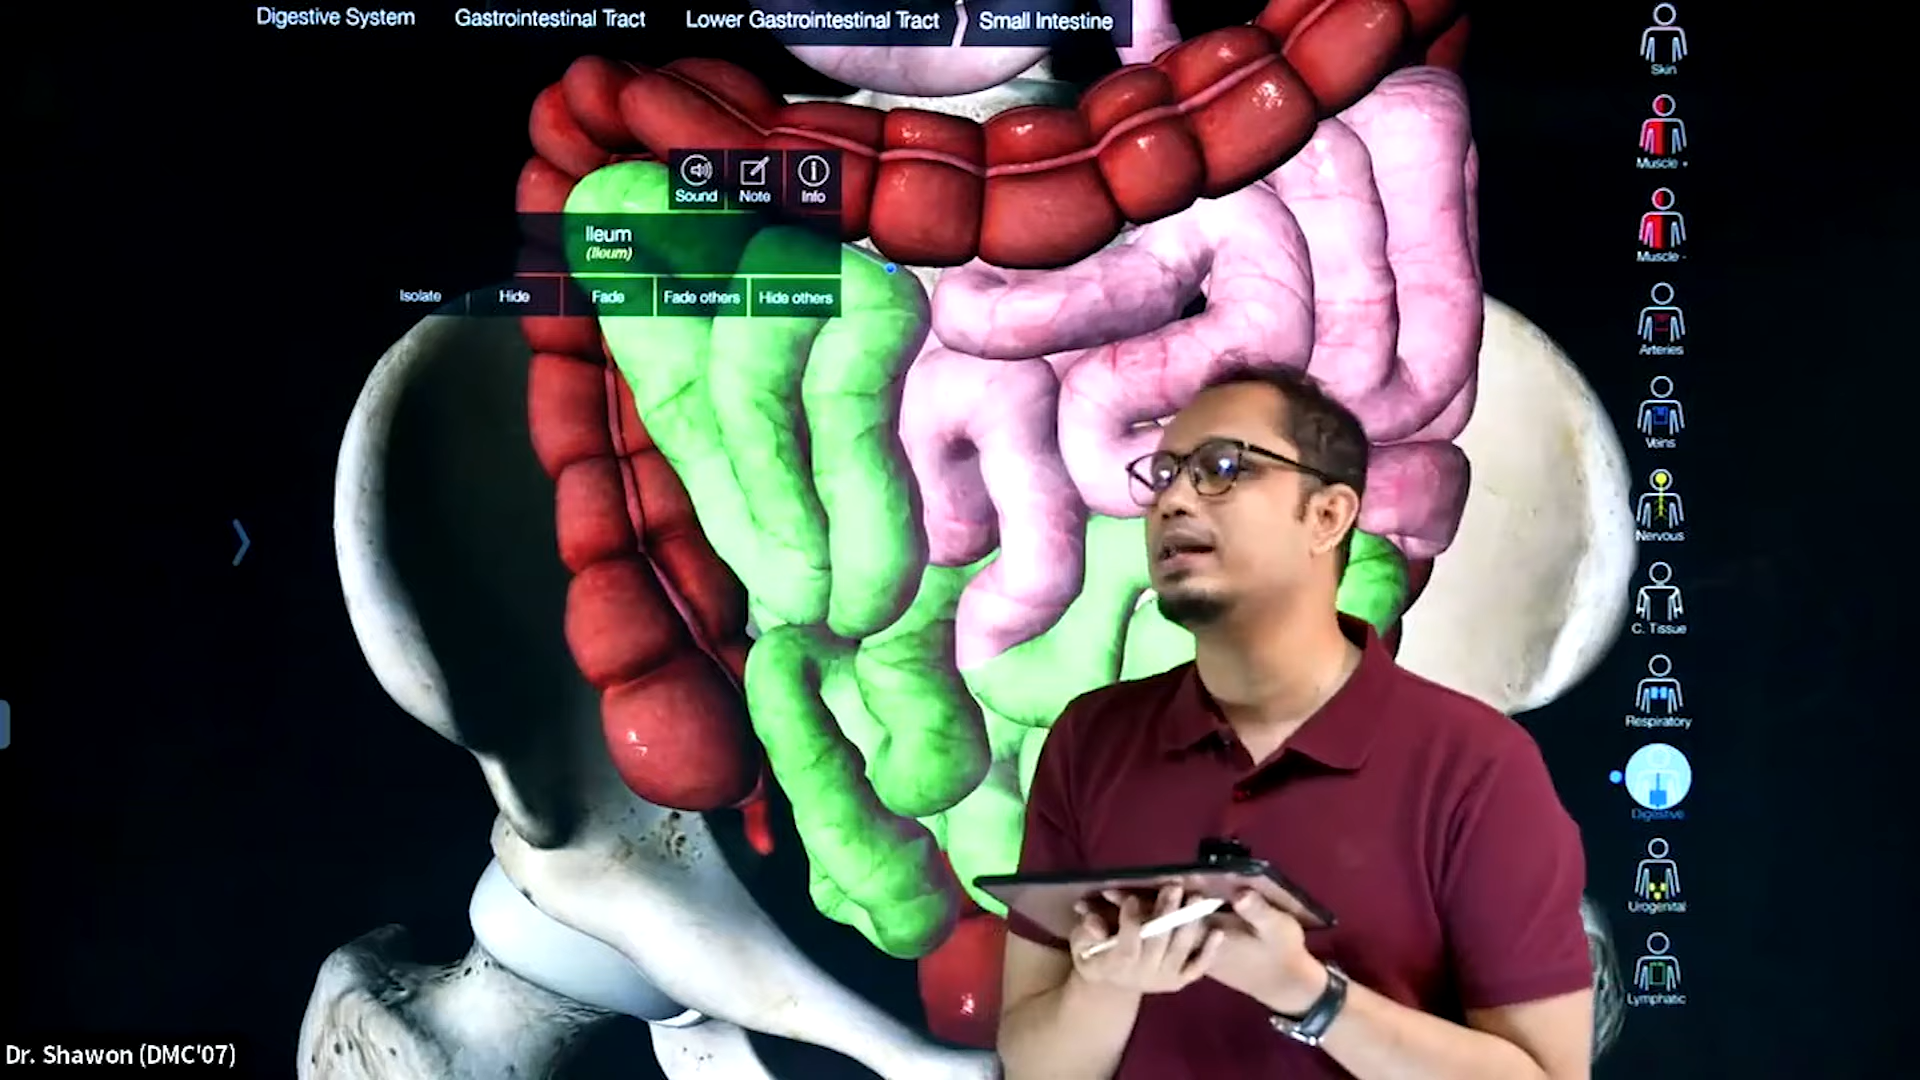 Digestive System Gastrointestinal Tract Lower Gastrointestinal Tract Small Intestine
Sound Note Info
Ileum
(Ileum)
Isolate Hide Fade Fade others Hide others
Skin
Muscle +
Muscle -
Arteries
Veins
Nervous
C. Tissue
Respiratory
Digestive
Urogenital
Lymphatic
Dr. Shawon (DMC'07)